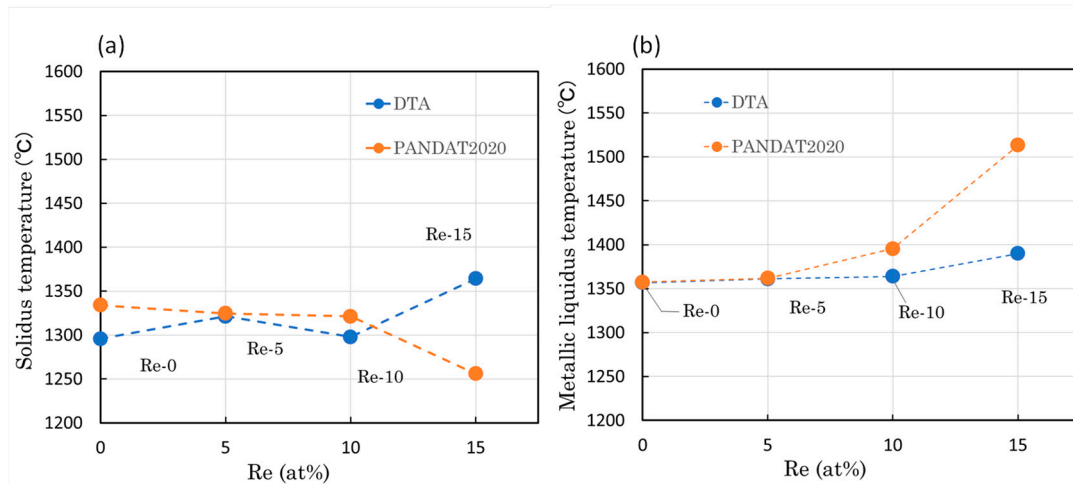 (a)
1600
1550
1500
1450
1400
1350
1300
1250
1200
Solidus temperature (℃)
DTA
PANDAT2020
Re-15
Re-0
Re-5
Re-10
0
5
10
15
Re (at%)
(b)
1600
1550
1500
1450
1400
1350
1300
1250
1200
Metallic liquidus temperature (℃)
DTA
PANDAT2020
Re-0
Re-5
Re-10
Re-15
0
5
10
15
Re (at%)